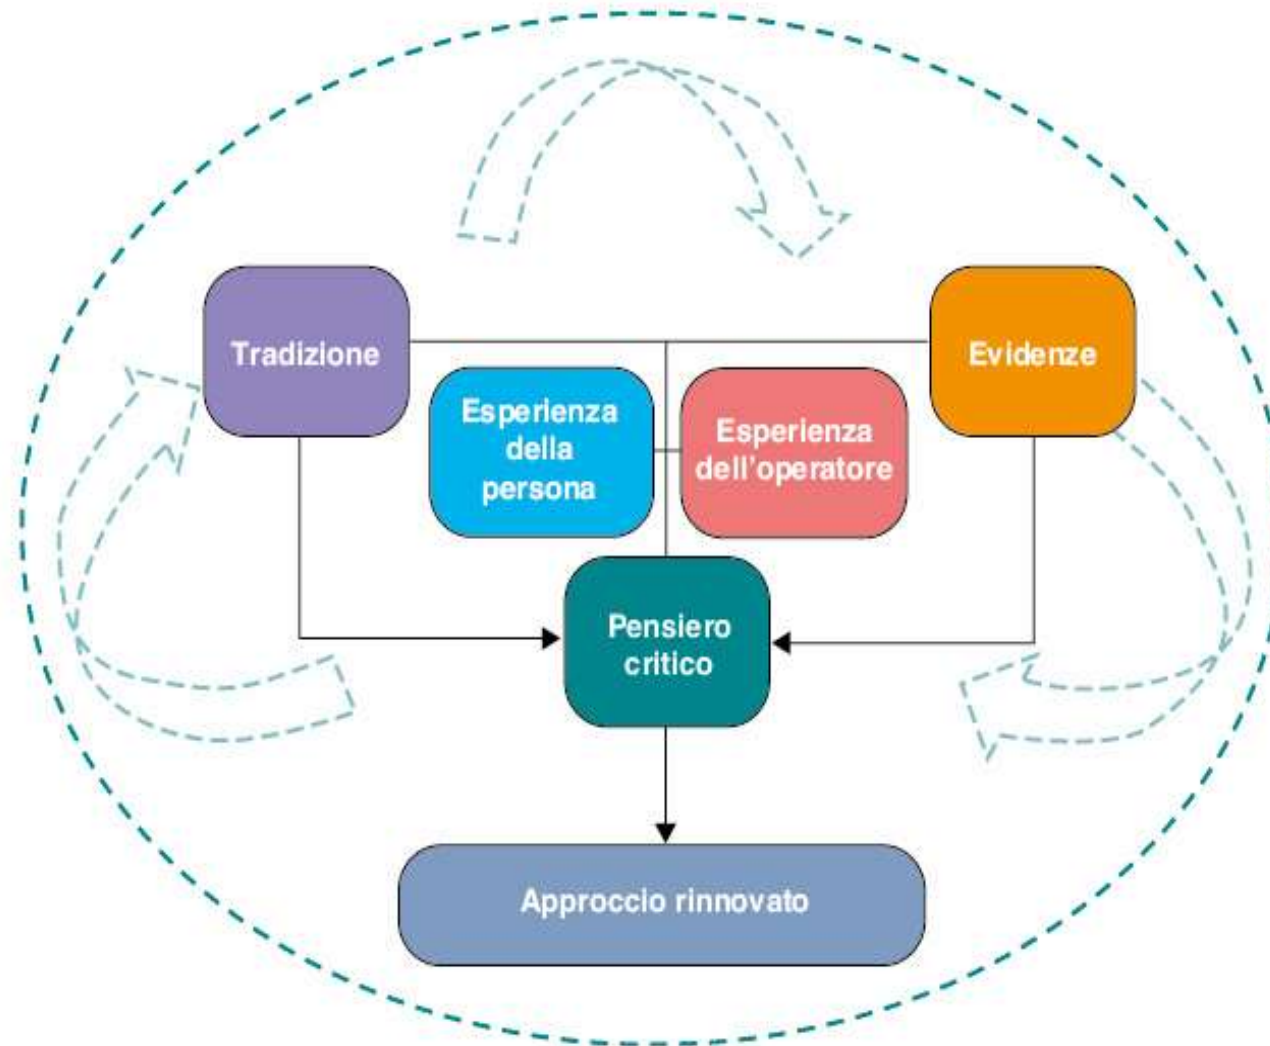 Tradizione
Evidenze
Esperienza
della
persona
Esperienza
dell'operatore
Pensiero
critico
Approccio rinnovato